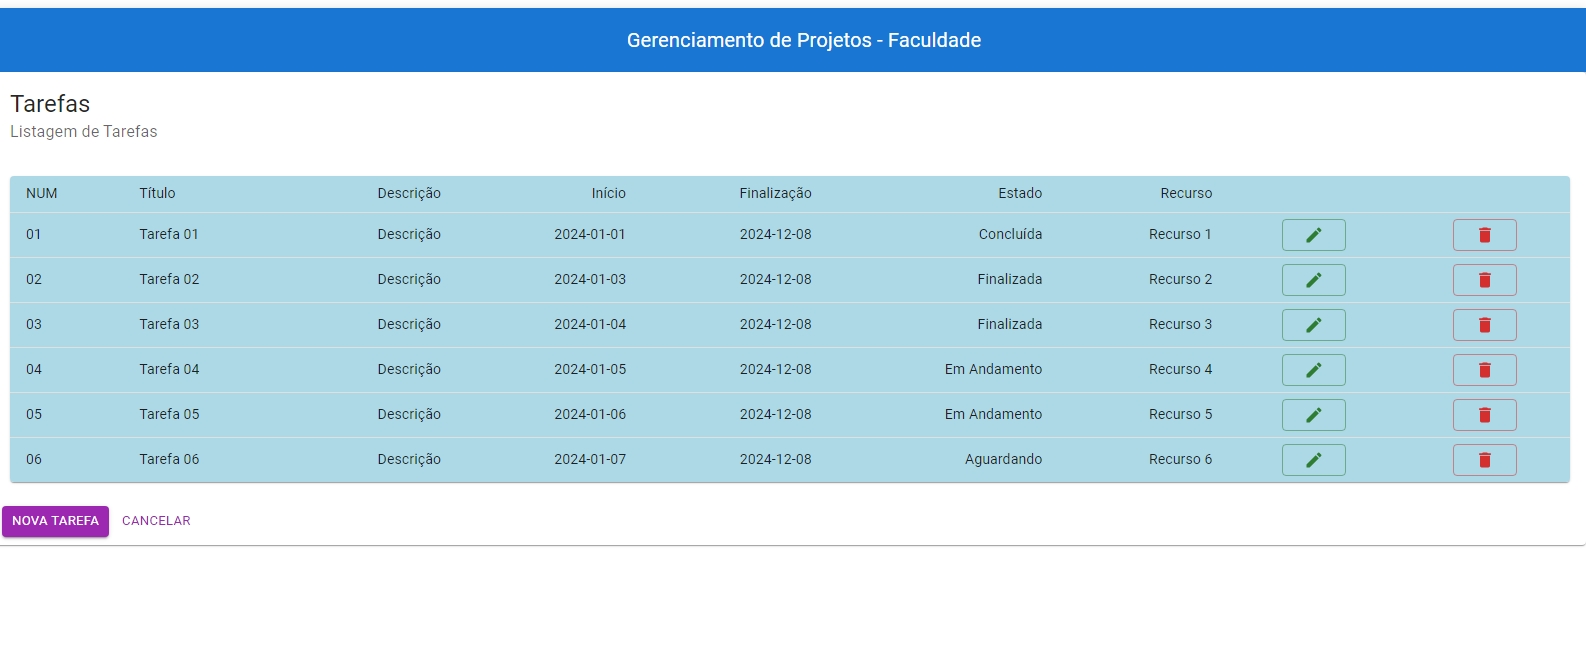 Gerenciamento de Projetos - Faculdade
Tarefas
Listagem de Tarefas
NUM Título Descrição Início Finalização Estado Recurso
01 Tarefa 01 Descrição 2024-01-01 2024-12-08 Concluída Recurso 1
02 Tarefa 02 Descrição 2024-01-03 2024-12-08 Finalizada Recurso 2
03 Tarefa 03 Descrição 2024-01-04 2024-12-08 Finalizada Recurso 3
04 Tarefa 04 Descrição 2024-01-05 2024-12-08 Em Andamento Recurso 4
05 Tarefa 05 Descrição 2024-01-06 2024-12-08 Em Andamento Recurso 5
06 Tarefa 06 Descrição 2024-01-07 2024-12-08 Aguardando Recurso 6
NOVA TAREFA CANCELAR